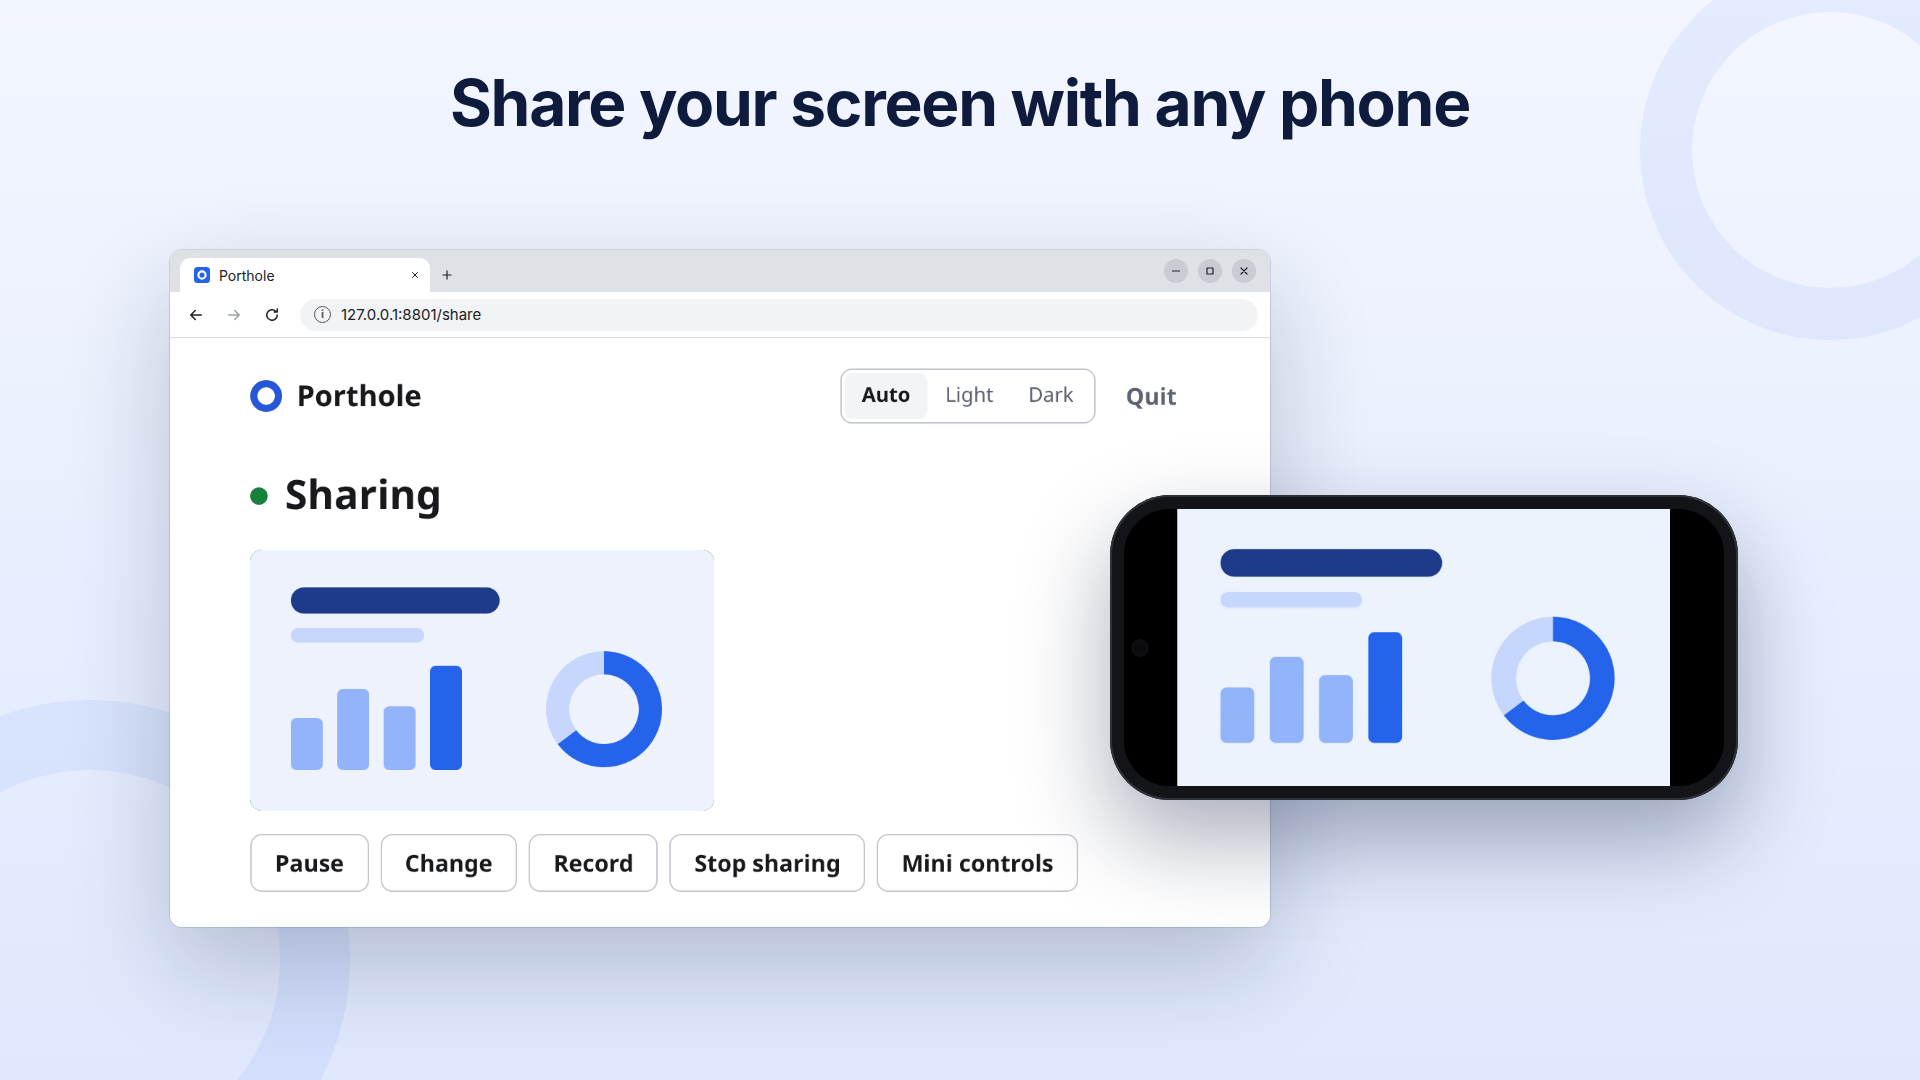 Share your screen with any phone
Porthole
127.0.0.1:8801/share
Porthole
Auto Light Dark Quit
Sharing
Pause Change Record Stop sharing Mini controls